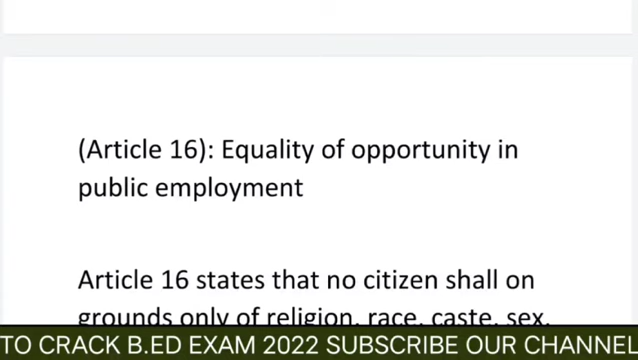 (Article 16): Equality of opportunity in
public employment
Article 16 states that no citizen shall on
grounds only of religion, race, caste, sex,
TO CRACK B.ED EXAM 2022 SUBSCRIBE OUR CHANNEL